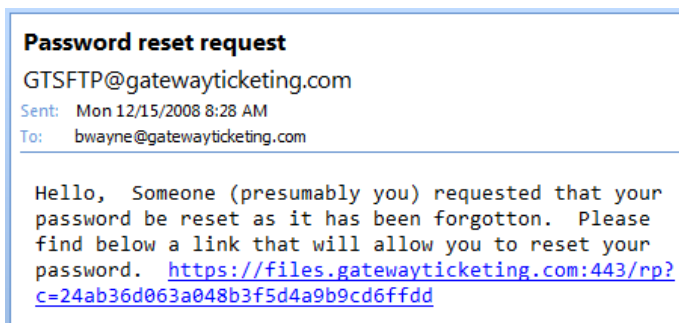 Password reset request
GTSFTP@gatewayticketing.com
Sent: Mon 12/15/2008 8:28 AM
To: bwayne@gatewayticketing.com
Hello,  Someone (presumably you) requested that your
password be reset as it has been forgotton.  Please
find below a link that will allow you to reset your
password.  https://files.gatewayticketing.com:443/rp?
c=24ab36d063a048b3f5d4a9b9cd6ffdd